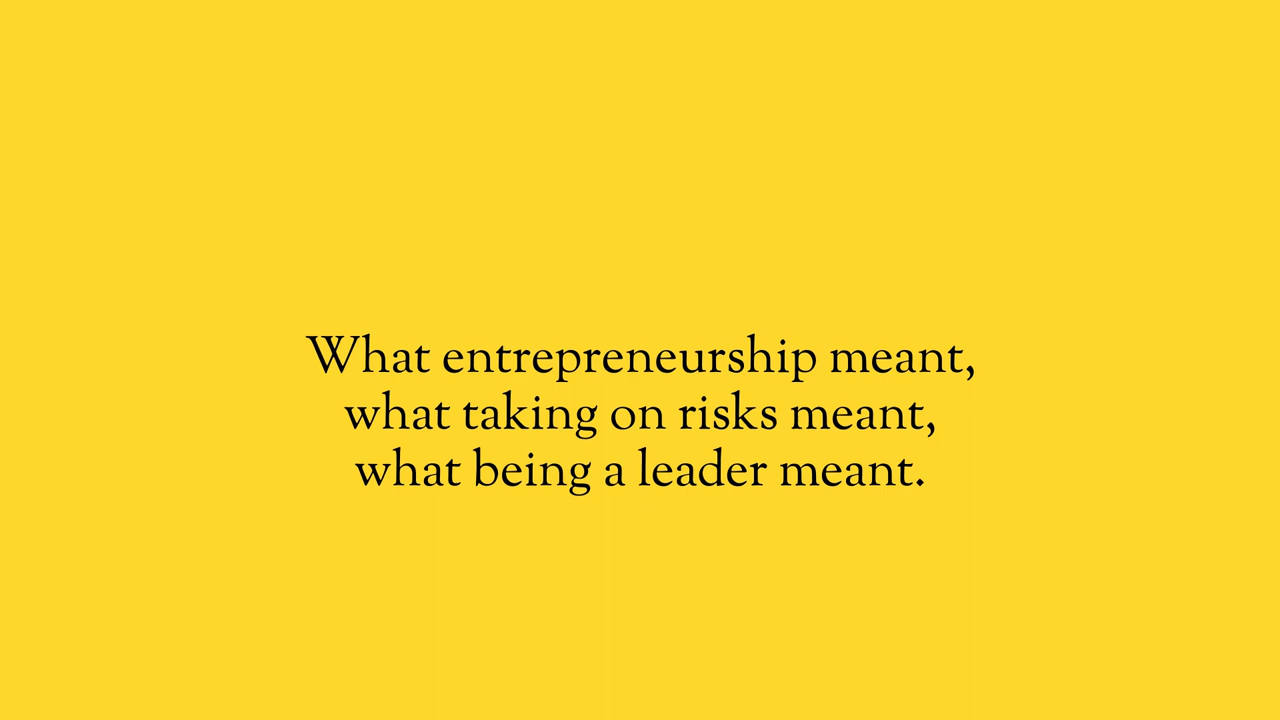 What entrepreneurship meant,
what taking on risks meant,
what being a leader meant.